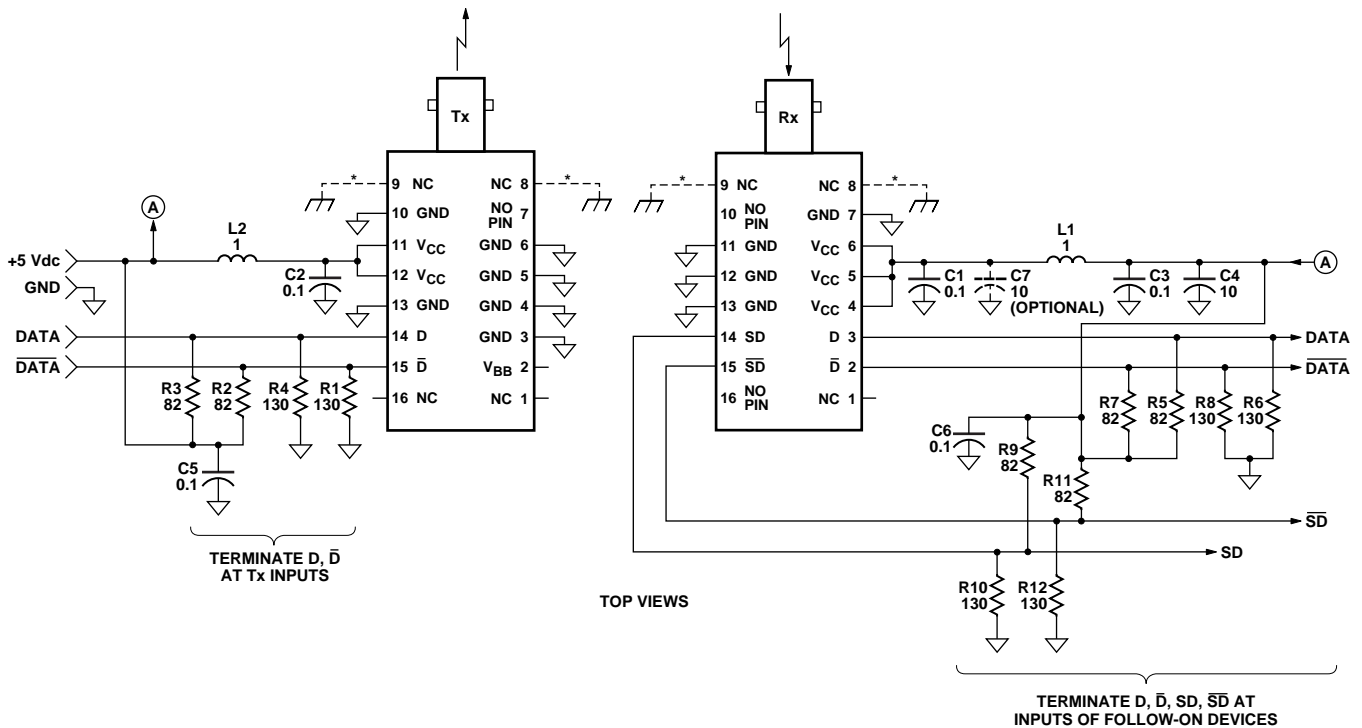 Tx
Rx
*
*
*
*
9 NC
NC 8
10 GND
NO PIN 7
11 VCC
GND 6
12 VCC
GND 5
13 GND
GND 4
14 D
GND 3
15 D̅
VBB 2
16 NC
NC 1
A
L2
1
+5 Vdc
C2
0.1
GND
DATA
D̅A̅T̅A̅
R3
82
R2
82
R4
130
R1
130
C5
0.1
TERMINATE D, D̅
AT Tx INPUTS
9 NC
NC 8
10 NO PIN
GND 7
11 GND
VCC 6
12 GND
VCC 5
13 GND
VCC 4
14 SD
D 3
15 S̅D̅
D̅ 2
16 NO PIN
NC 1
L1
1
A
C1
0.1
C7
10
(OPTIONAL)
C3
0.1
C4
10
DATA
D̅A̅T̅A̅
R7
82
R5
82
R8
130
R6
130
C6
0.1
R9
82
R11
82
S̅D̅
SD
R10
130
R12
130
TOP VIEWS
TERMINATE D, D̅, SD, S̅D̅ AT
INPUTS OF FOLLOW-ON DEVICES